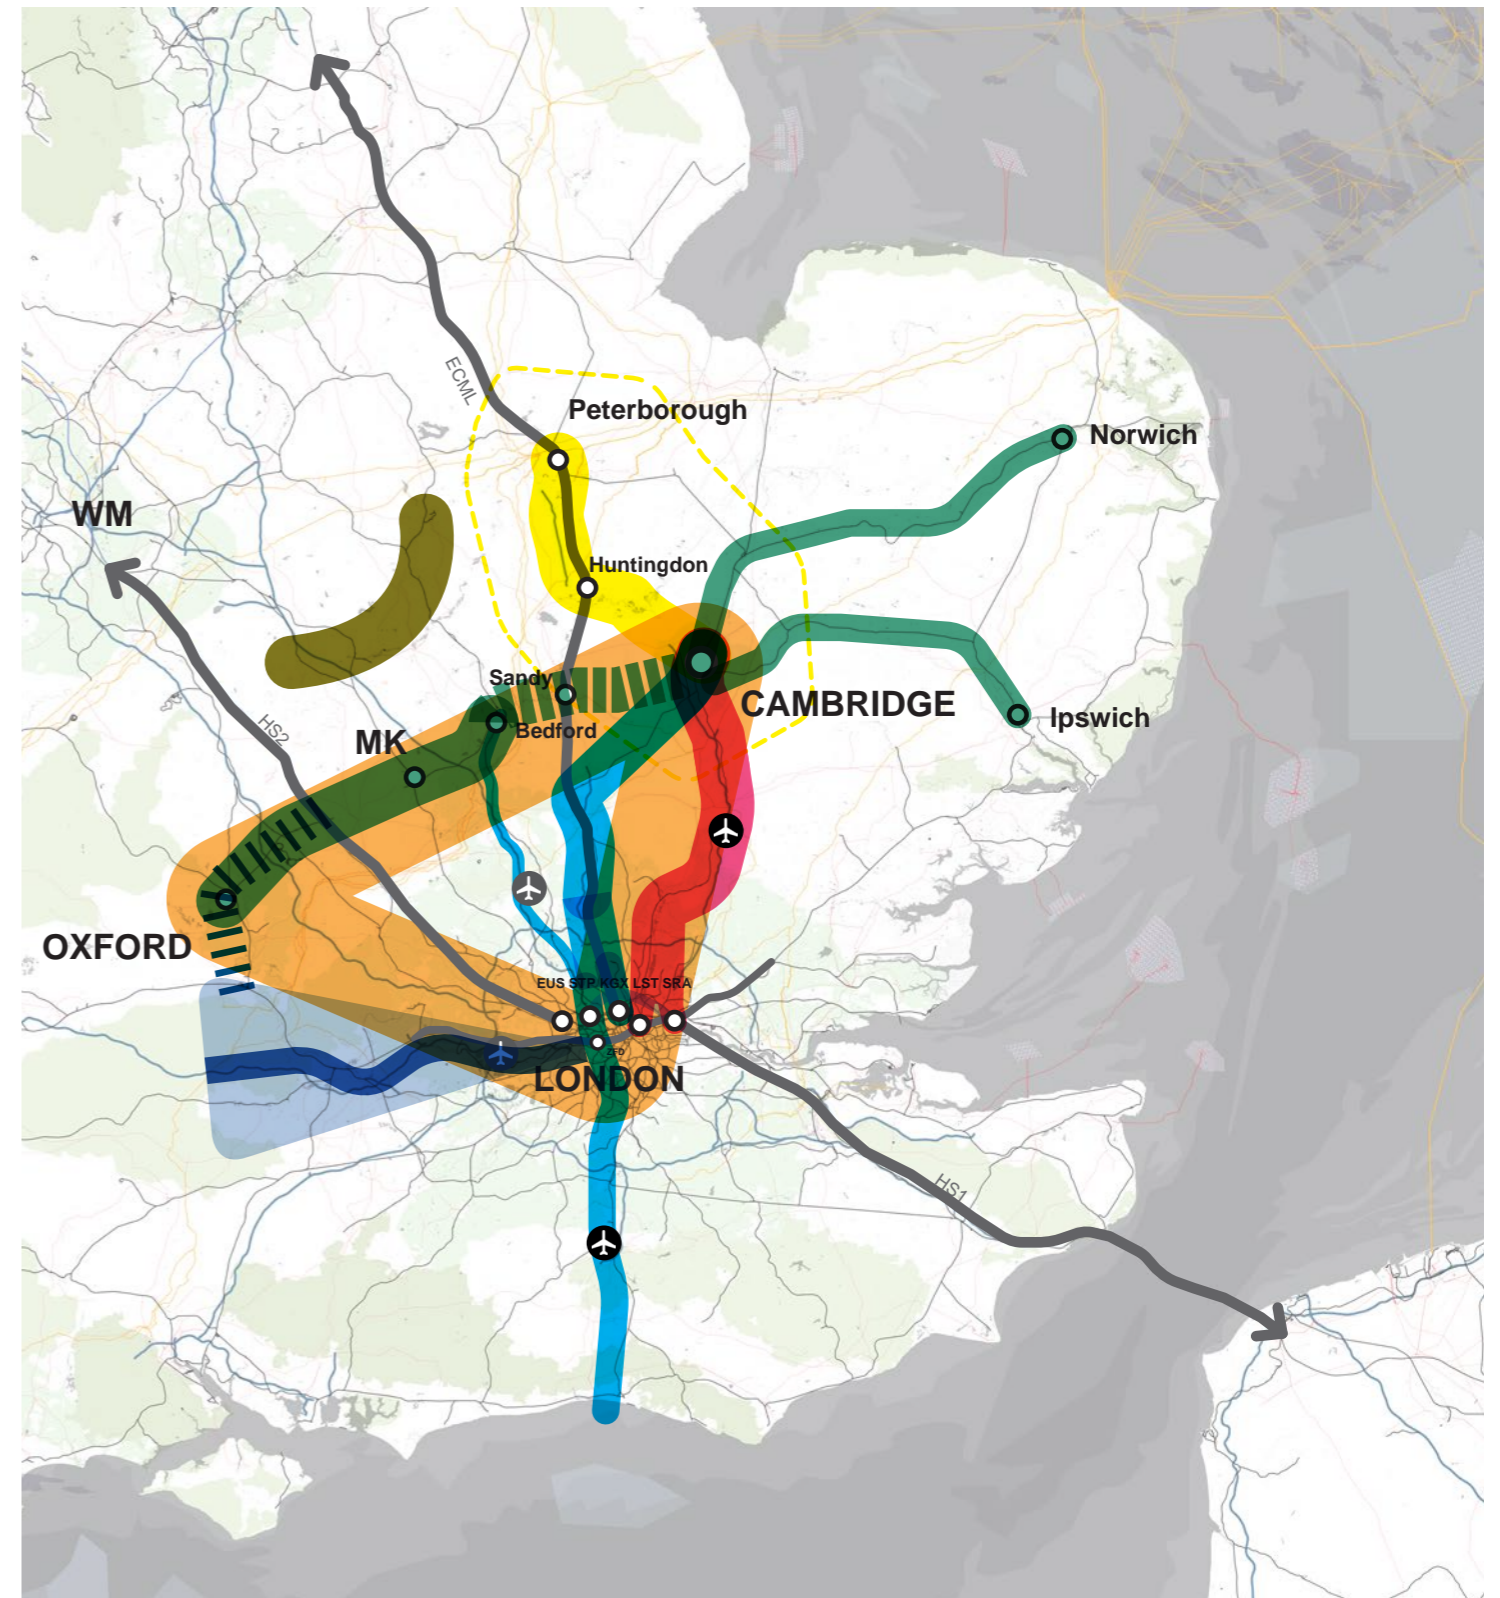 ECML
Peterborough
Norwich
WM
Huntingdon
Sandy
CAMBRIDGE
Ipswich
HS2
MK
Bedford
OXFORD
EUS STP KGX LST SRA
ZFD
LONDON
HS1